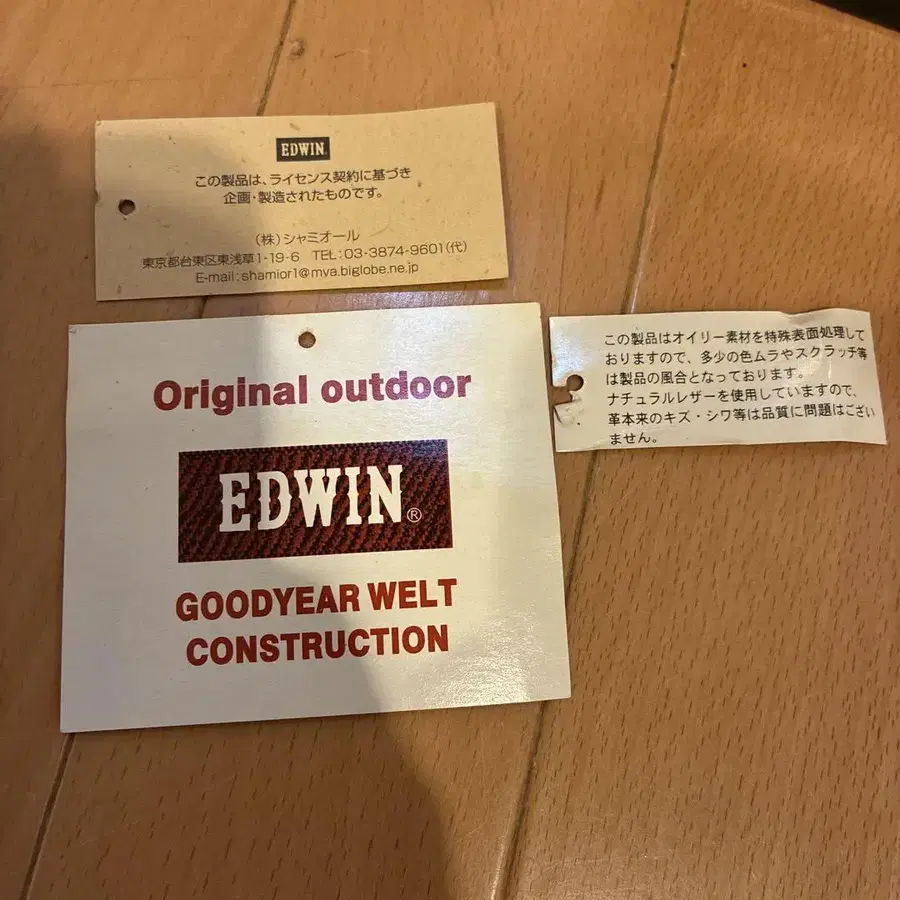 EDWIN
この製品は、ライセンス契約に基づき
企画・製造されたものです。
（株）シャミオール
東京都台東区東浅草1-19-6 TEL:03-3874-9601(代)
E-mail:shamior1@mya.biglobe.ne.jp
Original outdoor
EDWIN®
GOODYEAR WELT
CONSTRUCTION
この製品はオイリー素材を特殊表面処理して
おりますので、多少の色ムラやスクラッチ等
は製品の風合となっております。
ナチュラルレザーを使用していますので、
革本来のキズ・シワ等は品質に問題はござい
ません。